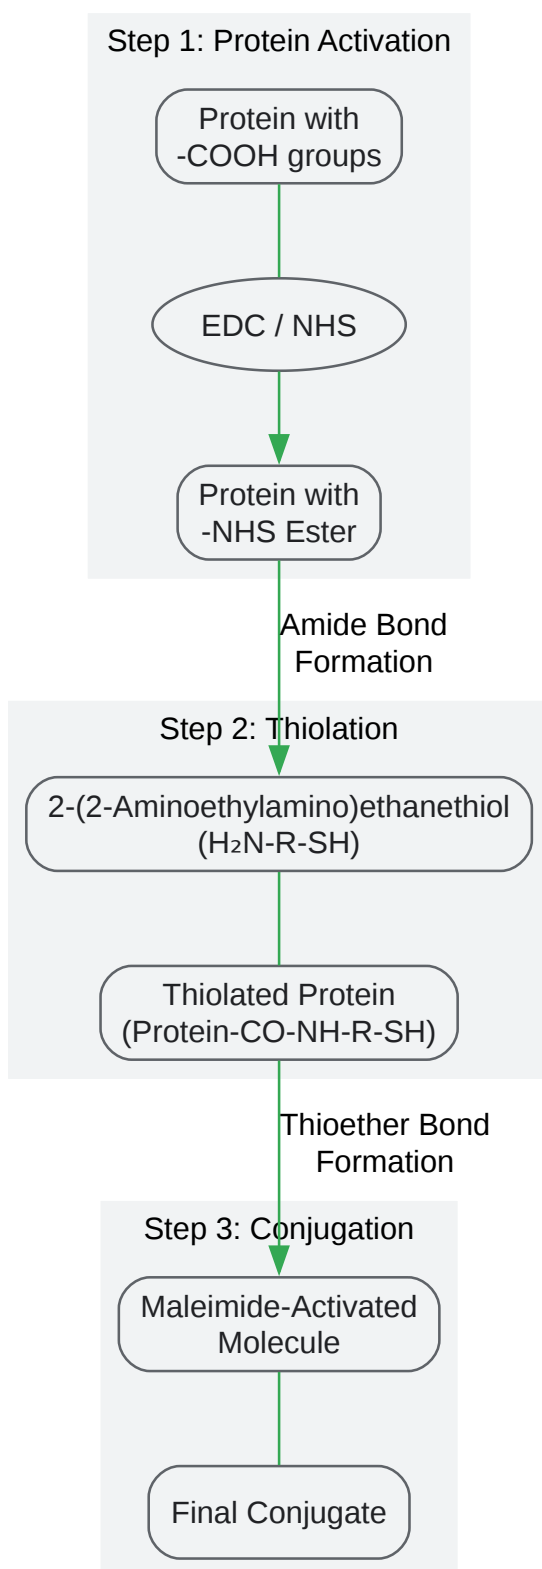 Step 1: Protein Activation
Protein with
-COOH groups
EDC / NHS
Protein with
-NHS Ester
Amide Bond
Formation
Step 2: Thiolation
2-(2-Aminoethylamino)ethanethiol
(H₂N-R-SH)
Thiolated Protein
(Protein-CO-NH-R-SH)
Thioether Bond
Formation
Step 3: Conjugation
Maleimide-Activated
Molecule
Final Conjugate